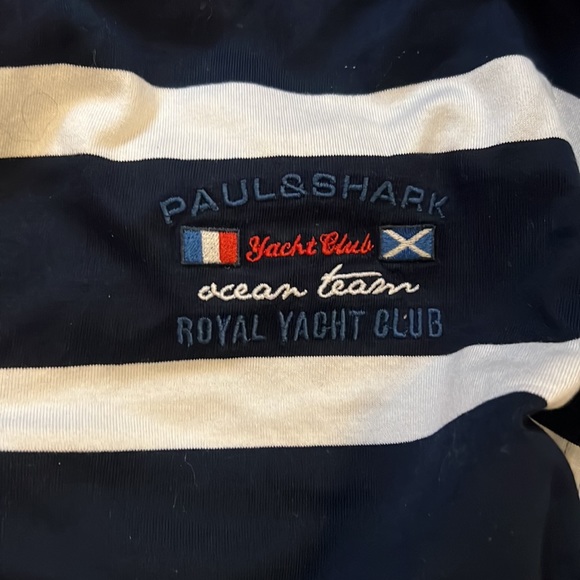 PAUL&SHARK
Yacht Club
ocean team
ROYAL YACHT CLUB